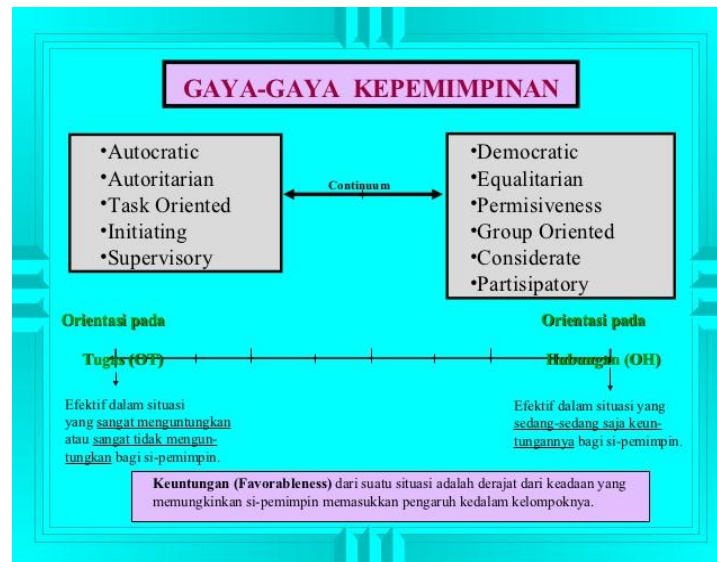 GAYA-GAYA KEPEMIMPINAN
•Autocratic
•Autoritarian
•Task Oriented
•Initiating
•Supervisory
Continuum
•Democratic
•Equalitarian
•Permisiveness
•Group Oriented
•Considerate
•Partisipatory
Orientasi pada
Tugas (OT)
Orientasi pada
Hubungan (OH)
Efektif dalam situasi
yang sangat menguntungkan
atau sangat tidak mengun-
tungkan bagi si-pemimpin.
Efektif dalam situasi yang
sedang-sedang saja keun-
tungannya bagi si-pemimpin.
Keuntungan (Favorableness) dari suatu situasi adalah derajat dari keadaan yang
memungkinkan si-pemimpin memasukkan pengaruh kedalam kelompoknya.